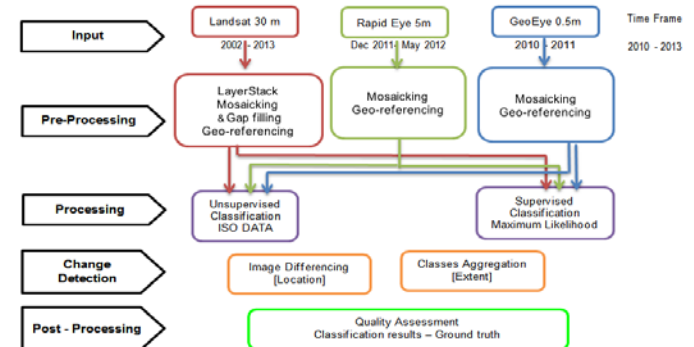 Input
Landsat 30 m
Rapid Eye 5m
GeoEye 0.5m
Time Frame
2002 - 2013
Dec 2011- May 2012
2010 - 2011
2010 - 2013
Pre-Processing
LayerStack
Mosaicking
& Gap filling
Geo-referencing
Mosaicking
Geo-referencing
Mosaicking
Geo-referencing
Processing
Unsupervised
Classification
ISO DATA
Supervised
Classification
Maximum Likelihood
Change
Detection
Image Differencing
[Location]
Classes Aggregation
[Extent]
Post - Processing
Quality Assessment
Classification results – Ground truth